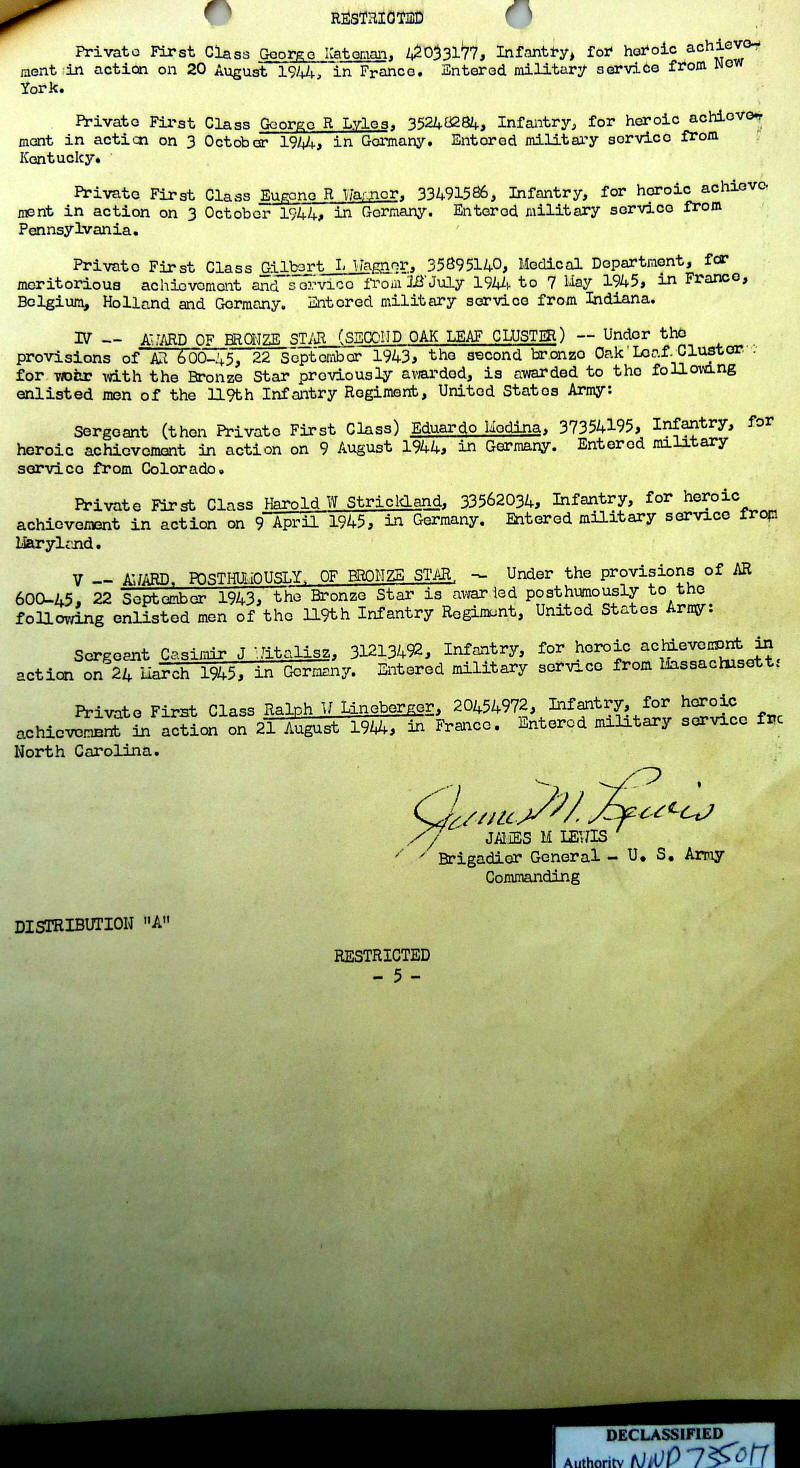 RESTRICTED
Private First Class George Kateman, 42033177, Infantry, for heroic achieve-
ment in action on 20 August 1944, in France. Entered military service from New
York.
Private First Class George R Lyles, 35248284, Infantry, for heroic achieve-
ment in action on 3 October 1944, in Germany. Entered military service from
Kentucky.
Private First Class Eugene R Wagner, 33491586, Infantry, for heroic achieve-
ment in action on 3 October 1944, in Germany. Entered military service from
Pennsylvania.
Private First Class Gilbert L Wagner, 35895140, Medical Department, for
meritorious achievement and service from 18 July 1944 to 7 May 1945, in France,
Belgium, Holland and Germany. Entered military service from Indiana.
IV -- AWARD OF BRONZE STAR (SECOND OAK LEAF CLUSTER) -- Under the
provisions of AR 600-45, 22 September 1943, the second bronze Oak Leaf Cluster
for wear with the Bronze Star previously awarded, is awarded to the following
enlisted men of the 119th Infantry Regiment, United States Army:
Sergeant (then Private First Class) Eduardo Medina, 37354195, Infantry, for
heroic achievement in action on 9 August 1944, in Germany. Entered military
service from Colorado.
Private First Class Harold W Strickland, 33562034, Infantry, for heroic
achievement in action on 9 April 1945, in Germany. Entered military service from
Maryland.
V -- AWARD, POSTHUMOUSLY, OF BRONZE STAR. -- Under the provisions of AR
600-45, 22 September 1943, the Bronze Star is awarded posthumously to the
following enlisted men of the 119th Infantry Regiment, United States Army:
Sergeant Casimir J Witalisz, 31213492, Infantry, for heroic achievement in
action on 24 March 1945, in Germany. Entered military service from Massachusetts
Private First Class Ralph W Lineberger, 20454972, Infantry, for heroic
achievement in action on 21 August 1944, in France. Entered military service fro
North Carolina.
James M. Lewis
JAMES M LEWIS
Brigadier General - U. S. Army
Commanding
DISTRIBUTION "A"
RESTRICTED
- 5 -
DECLASSIFIED
Authority NND 735017